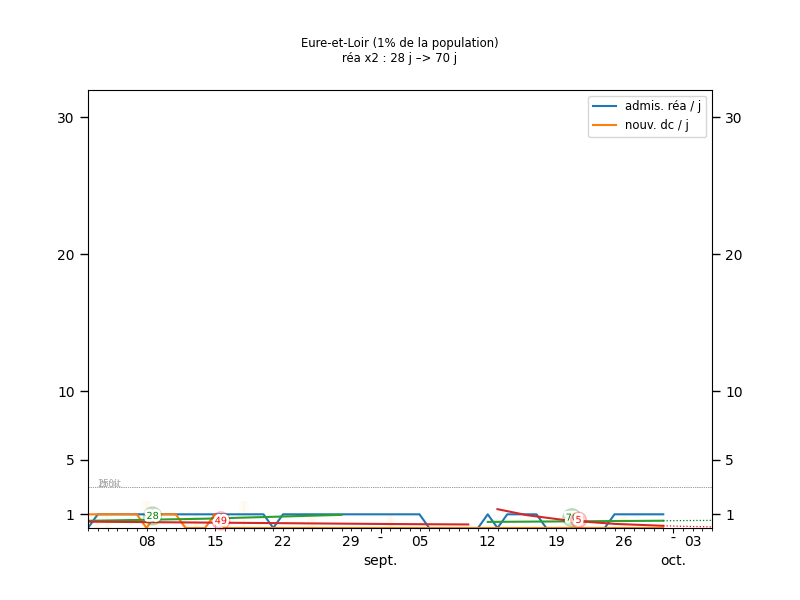 Eure-et-Loir (1% de la population)
réa x2 : 28 j –> 70 j
admis. réa / j
nouv. dc / j
30 30
20 20
10 10
5 5
1 1
28
49
5
08 15 22 29 - 05 12 19 26 - 03
sept. oct.